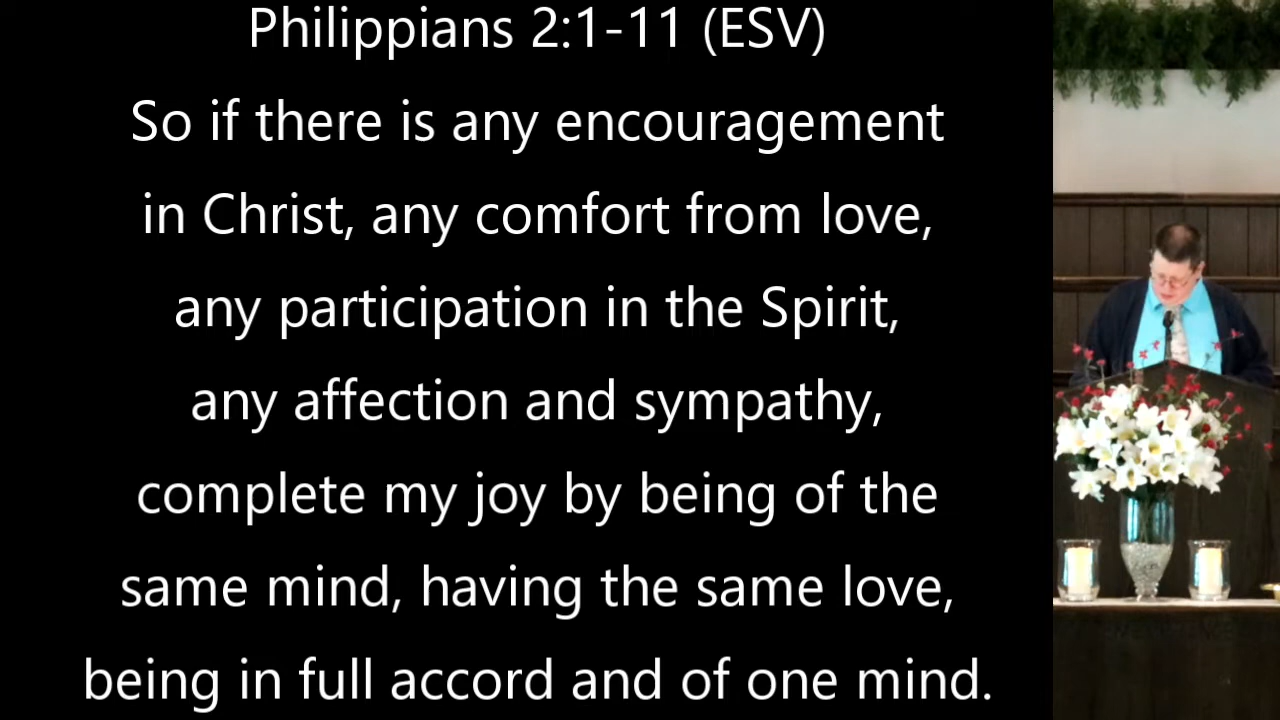 Philippians 2:1-11 (ESV)
So if there is any encouragement
in Christ, any comfort from love,
any participation in the Spirit,
any affection and sympathy,
complete my joy by being of the
same mind, having the same love,
being in full accord and of one mind.